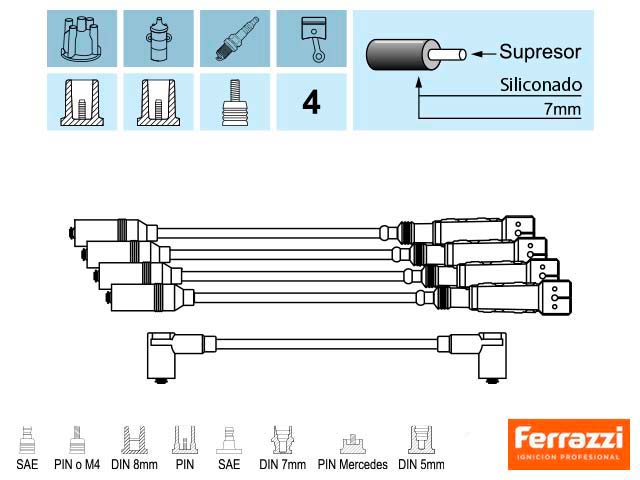 Supresor
Siliconado
7mm
4
SAE PIN o M4 DIN 8mm PIN SAE DIN 7mm PIN Mercedes DIN 5mm
Ferrazzi
IGNICIÓN PROFESIONAL